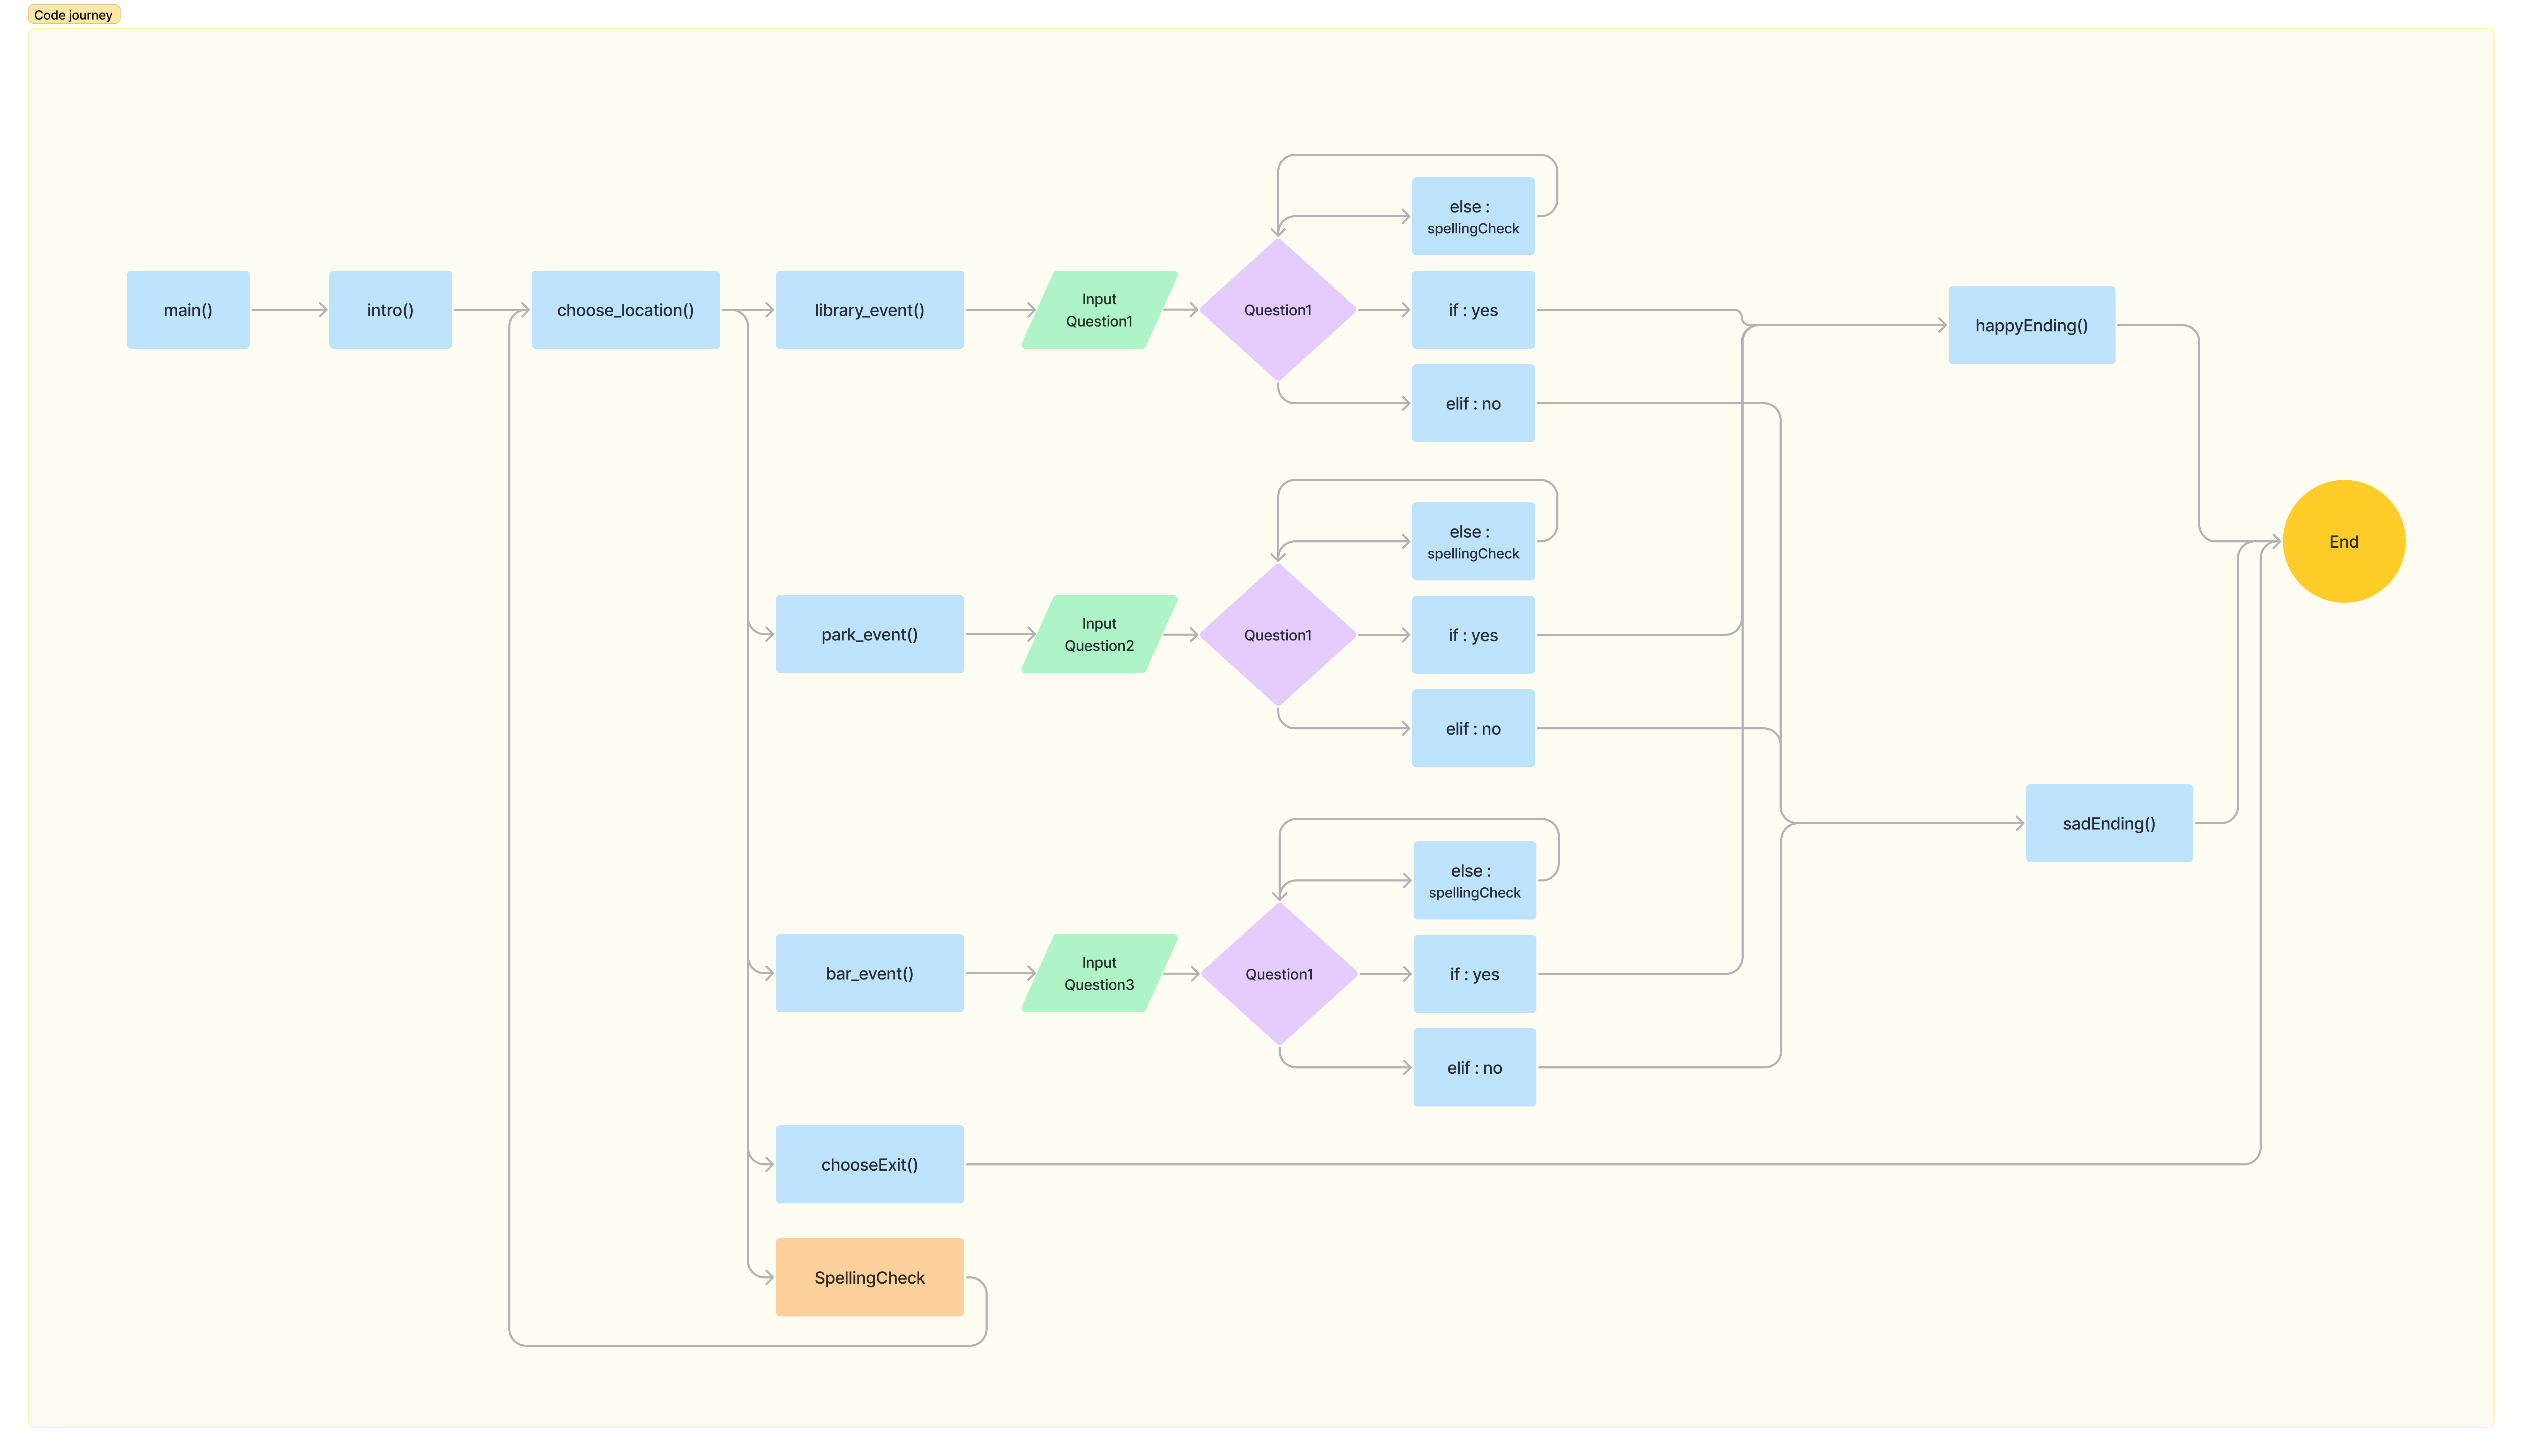 Code journey
main()
intro()
choose_location()
library_event()
Input
Question1
Question1
else :
spellingCheck
if : yes
elif : no
happyEnding()
park_event()
Input
Question2
Question1
else :
spellingCheck
if : yes
elif : no
End
bar_event()
Input
Question3
Question1
else :
spellingCheck
if : yes
elif : no
sadEnding()
chooseExit()
SpellingCheck